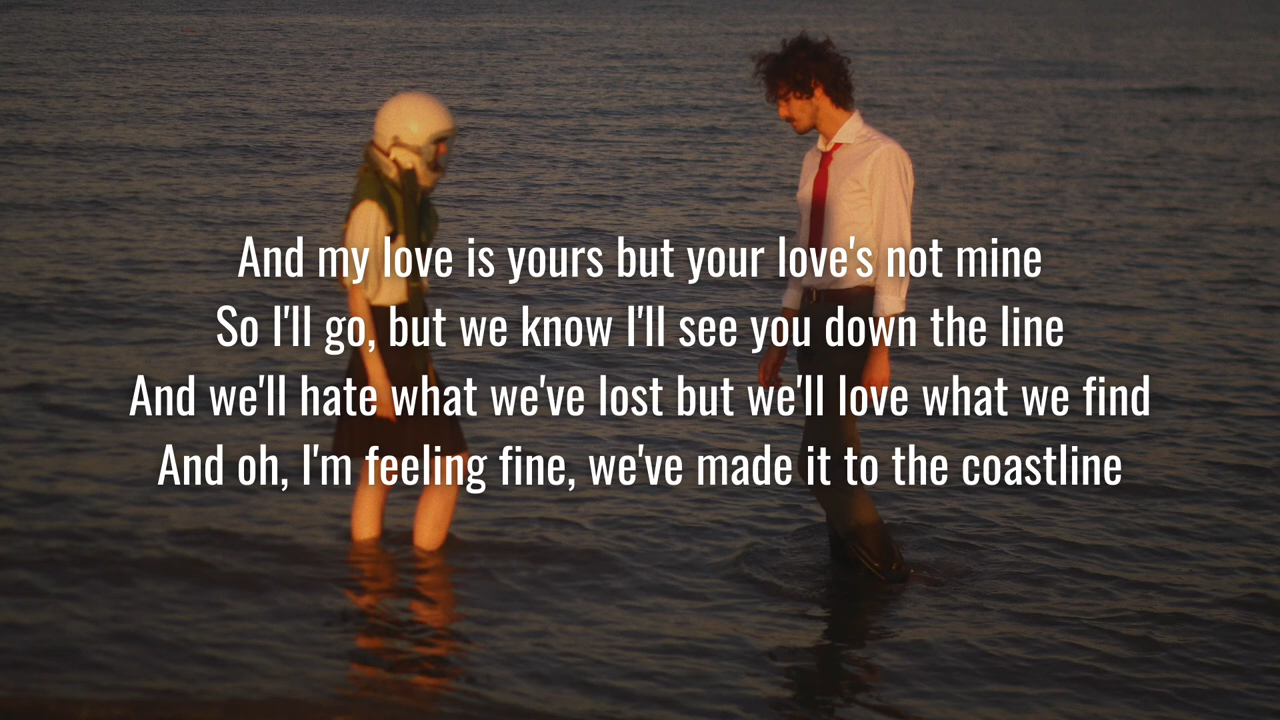 And my love is yours but your love's not mine
So I'll go, but we know I'll see you down the line
And we'll hate what we've lost but we'll love what we find
And oh, I'm feeling fine, we've made it to the coastline